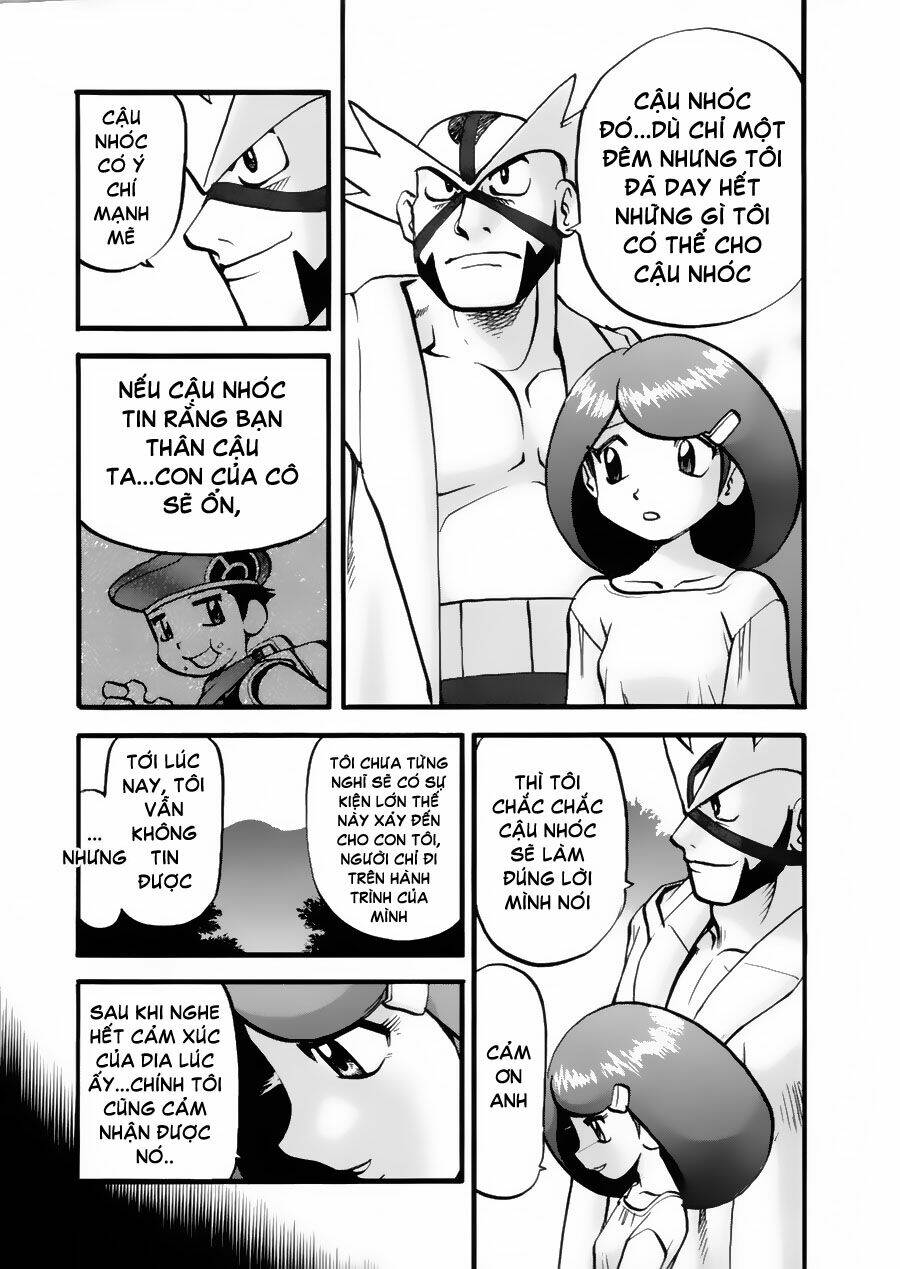 CẬU NHÓC
ĐÓ...DÙ CHỈ MỘT
ĐÊM NHƯNG TÔI
ĐÃ DAY HẾT
NHỮNG GÌ TÔI
CÓ THỂ CHO
CẬU NHÓC
CẬU
NHÓC
CÓ Ý
CHÍ
MẠNH
MẼ
NẾU CẬU NHÓC
TIN RẰNG BẠN
THÂN CẬU
TA...CON CỦA CÔ
SẼ ỔN,
THÌ TÔI
CHẮC CHẮC
CẬU NHÓC
SẼ LÀM
ĐÚNG LỜI
MÌNH NÓI
CẢM
ƠN
ANH
TÔI CHƯA TỪNG
NGHĨ SẼ CÓ SỰ
KIỆN LỚN THẾ
NÀY XẢY ĐẾN
CHO CON TÔI,
NGƯỜI CHỈ ĐI
TRÊN HÀNH
TRÌNH CỦA
MÌNH
TỚI LÚC
NAY, TÔI
VẪN
KHÔNG
TIN
ĐƯỢC
...
NHƯNG
SAU KHI NGHE
HẾT CẢM XÚC
CỦA DIA LÚC
ẤY...CHÍNH TÔI
CŨNG CẢM
NHẬN ĐƯỢC
NÓ..